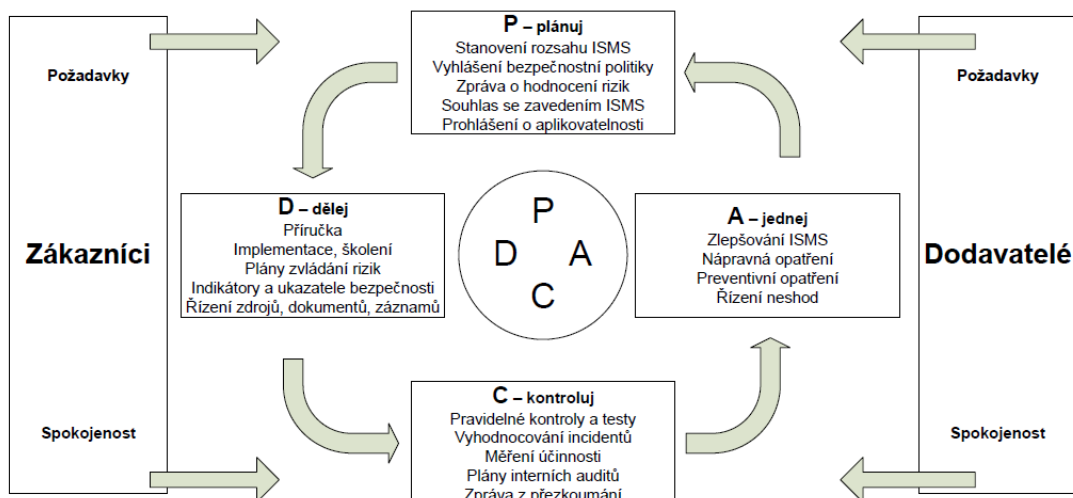 P – plánuj
Stanovení rozsahu ISMS
Vyhlášení bezpečnostní politiky
Zpráva o hodnocení rizik
Souhlas se zavedením ISMS
Prohlášení o aplikovatelnosti
Požadavky
Zákazníci
Spokojenost
D – dělej
Příručka
Implementace, školení
Plány zvládání rizik
Indikátory a ukazatele bezpečnosti
Řízení zdrojů, dokumentů, záznamů
P
D A
C
A – jednej
Zlepšování ISMS
Nápravná opatření
Preventivní opatření
Řízení neshod
Požadavky
Dodavatelé
Spokojenost
C – kontroluj
Pravidelné kontroly a testy
Vyhodnocování incidentů
Měření účinnosti
Plány interních auditů
Zpráva z přezkoumání